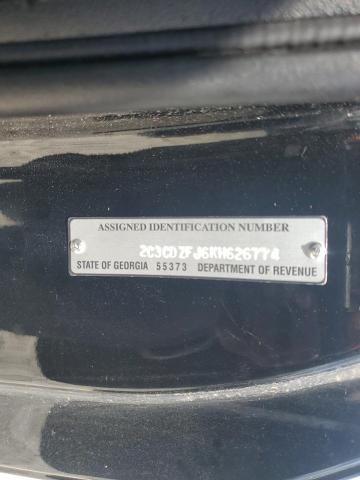 ASSIGNED IDENTIFICATION NUMBER
2C3CDZFJ6KH626774
STATE OF GEORGIA 55373 DEPARTMENT OF REVENUE